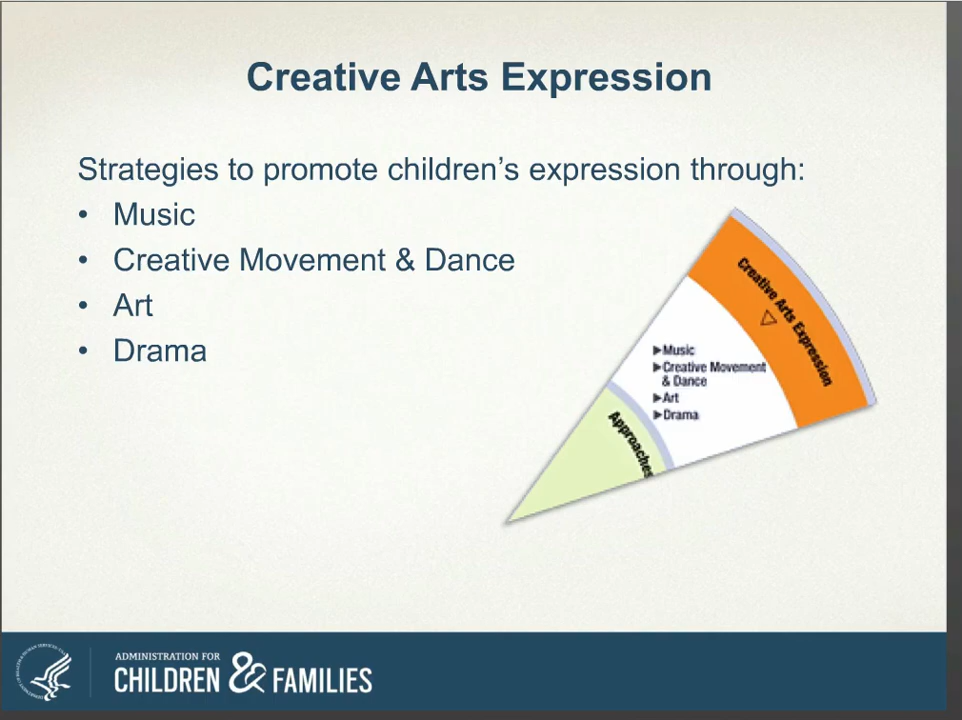 Creative Arts Expression
Strategies to promote children’s expression through:
• Music
• Creative Movement & Dance
• Art
• Drama
Creative Arts Expression
▶Music
▶Creative Movement
& Dance
▶Art
▶Drama
Approaches
ADMINISTRATION FOR
CHILDREN & FAMILIES